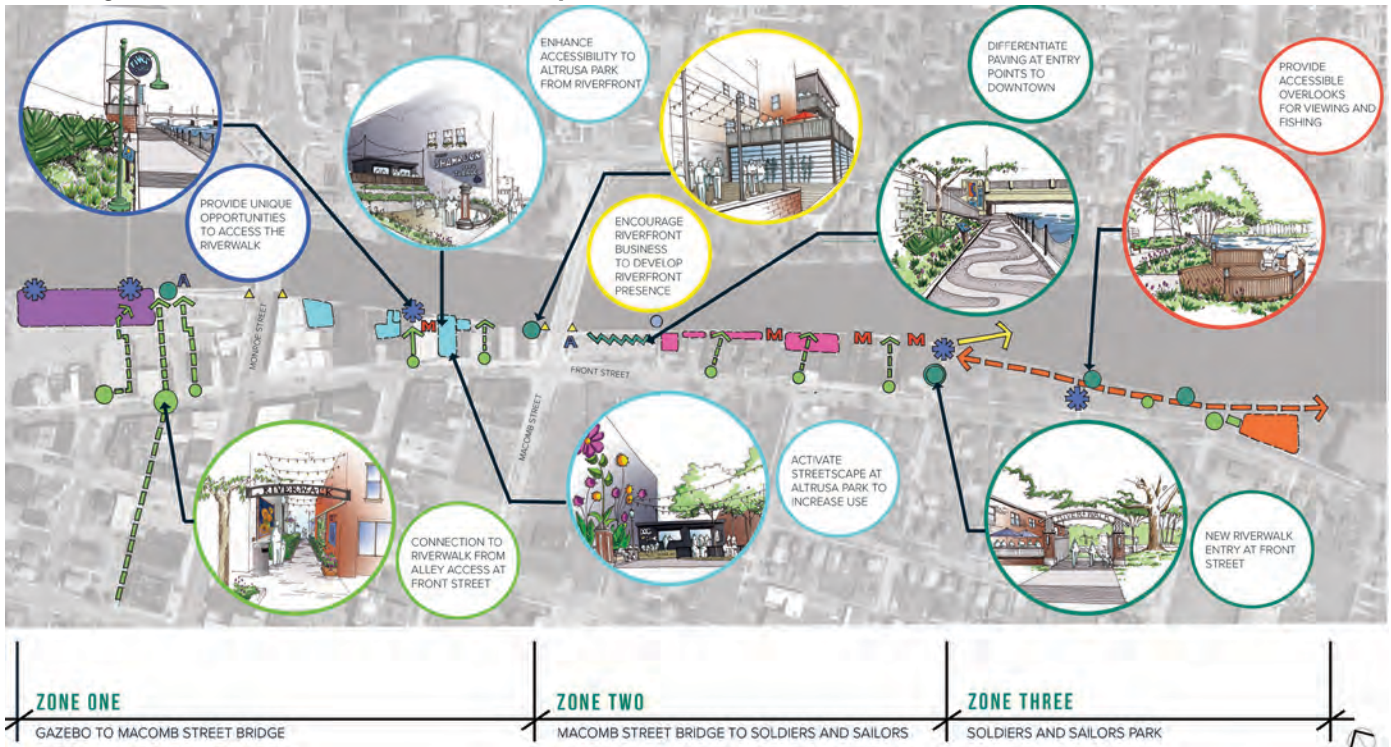 ENHANCE
ACCESSIBILITY TO
ALTRUSA PARK
FROM RIVERFRONT
DIFFERENTIATE
PAVING AT ENTRY
POINTS TO
DOWNTOWN
PROVIDE
ACCESSIBLE
OVERLOOKS
FOR VIEWING AND
FISHING
PROVIDE UNIQUE
OPPORTUNITIES
TO ACCESS THE
RIVERWALK
ENCOURAGE
RIVERFRONT
BUSINESS
TO DEVELOP
RIVERFRONT
PRESENCE
A
MONROE STREET
M
A
M
M
M
FRONT STREET
MACOMB STREET
RIVERWALK
CONNECTION TO
RIVERWALK FROM
ALLEY ACCESS AT
FRONT STREET
ACTIVATE
STREETSCAPE AT
ALTRUSA PARK TO
INCREASE USE
RIVERWALK
NEW RIVERWALK
ENTRY AT FRONT
STREET
ZONE ONE
GAZEBO TO MACOMB STREET BRIDGE
ZONE TWO
MACOMB STREET BRIDGE TO SOLDIERS AND SAILORS
ZONE THREE
SOLDIERS AND SAILORS PARK